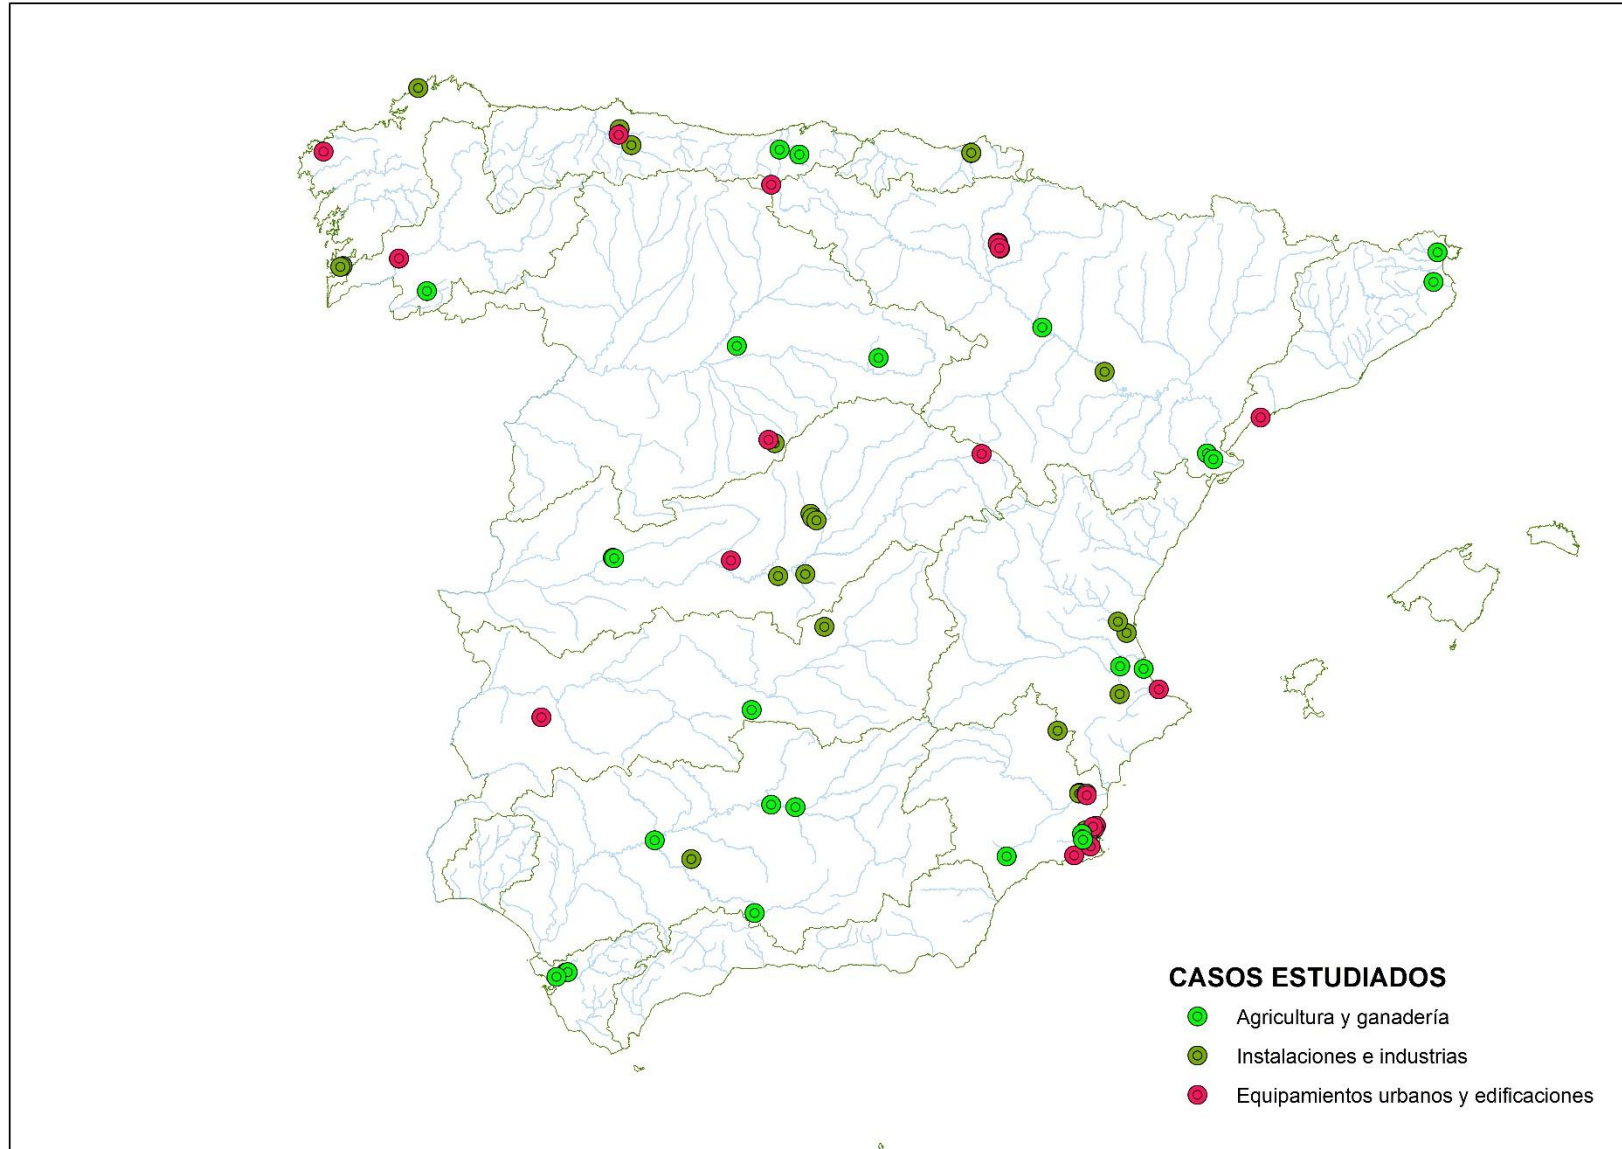 CASOS ESTUDIADOS
Agricultura y ganadería
Instalaciones e industrias
Equipamientos urbanos y edificaciones